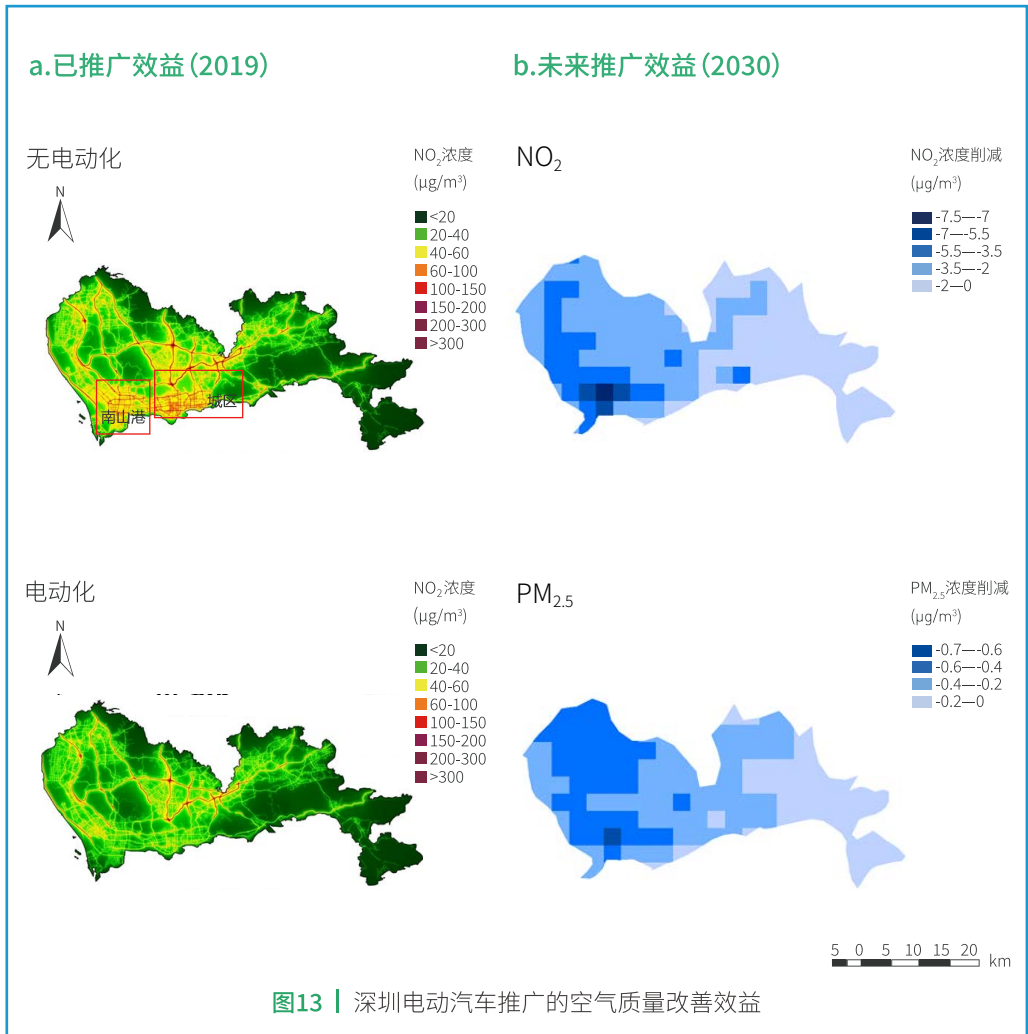 a.已推广效益(2019)
b.未来推广效益(2030)
无电动化
N
NO₂浓度
(μg/m³)
<20
20-40
40-60
60-100
100-150
150-200
200-300
>300
南山港
城区
NO₂
NO₂浓度削减
(μg/m³)
-7.5—-7
-7—-5.5
-5.5—-3.5
-3.5—-2
-2—0
电动化
N
NO₂浓度
(μg/m³)
<20
20-40
40-60
60-100
100-150
150-200
200-300
>300
PM₂.₅
PM₂.₅浓度削减
(μg/m³)
-0.7—-0.6
-0.6—-0.4
-0.4—-0.2
-0.2—0
5 0 5 10 15 20 km
图13 | 深圳电动汽车推广的空气质量改善效益